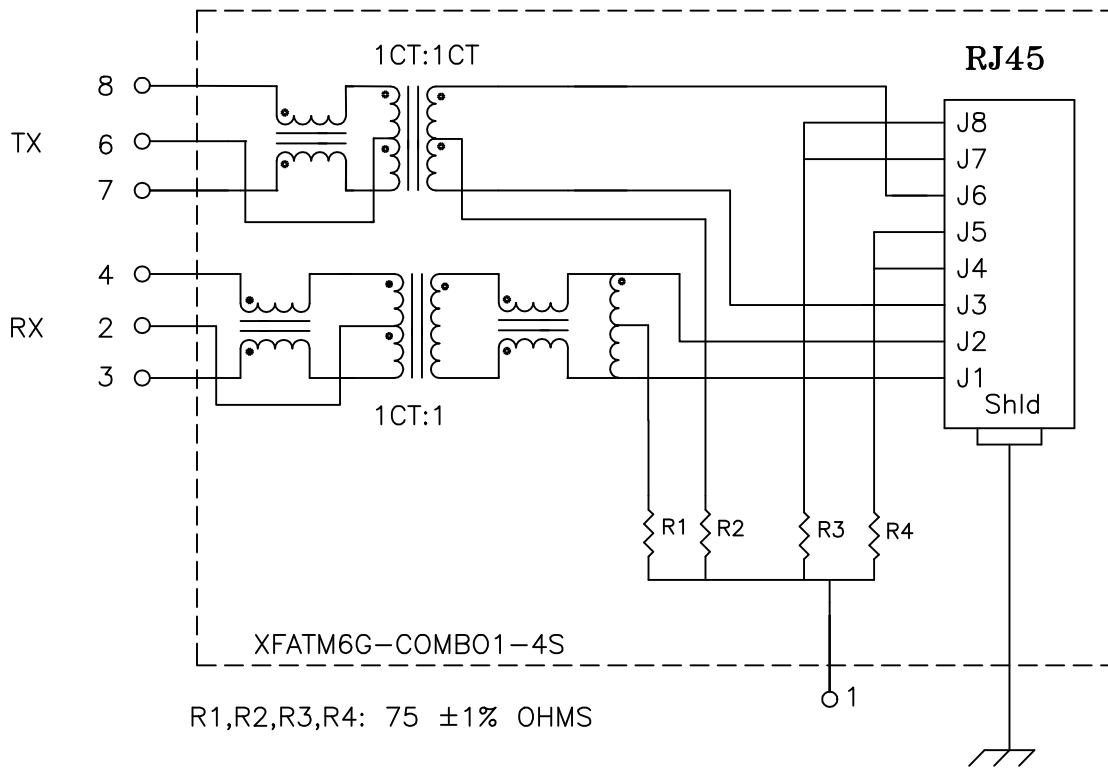 1CT:1CT
RJ45
8
TX
6
7
4
RX
2
3
1CT:1
J8
J7
J6
J5
J4
J3
J2
J1
Shld
R1
R2
R3
R4
XFATM6G-COMBO1-4S
1
R1,R2,R3,R4: 75 ±1% OHMS